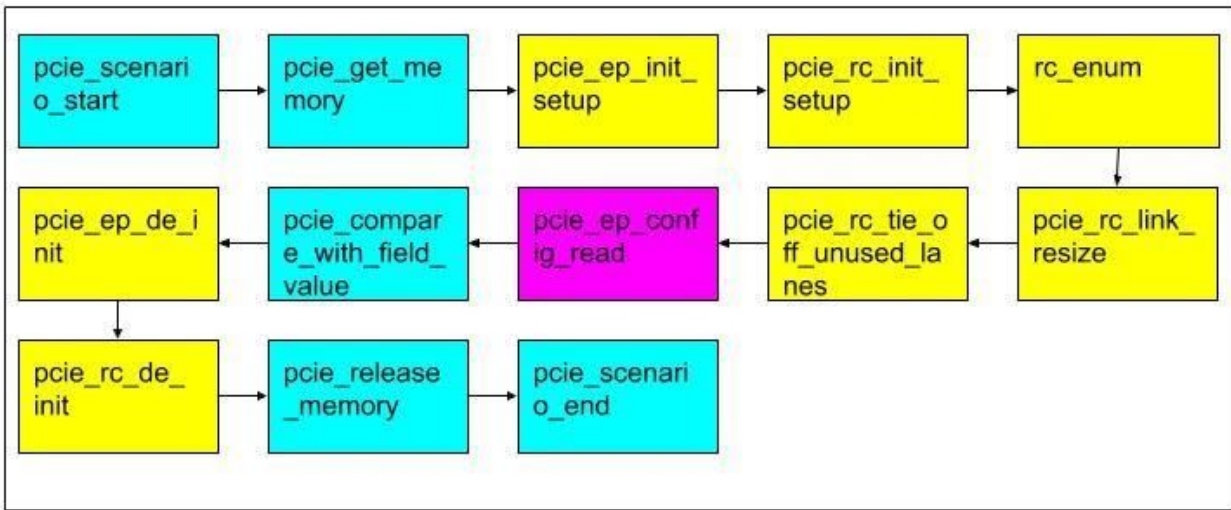 pcie_scenari
o_start
pcie_get_me
mory
pcie_ep_init_
setup
pcie_rc_init_
setup
rc_enum
pcie_ep_de_i
nit
pcie_compar
e_with_field_
value
pcie_ep_conf
ig_read
pcie_rc_tie_o
ff_unused_la
nes
pcie_rc_link_
resize
pcie_rc_de_
init
pcie_release
_memory
pcie_scenari
o_end